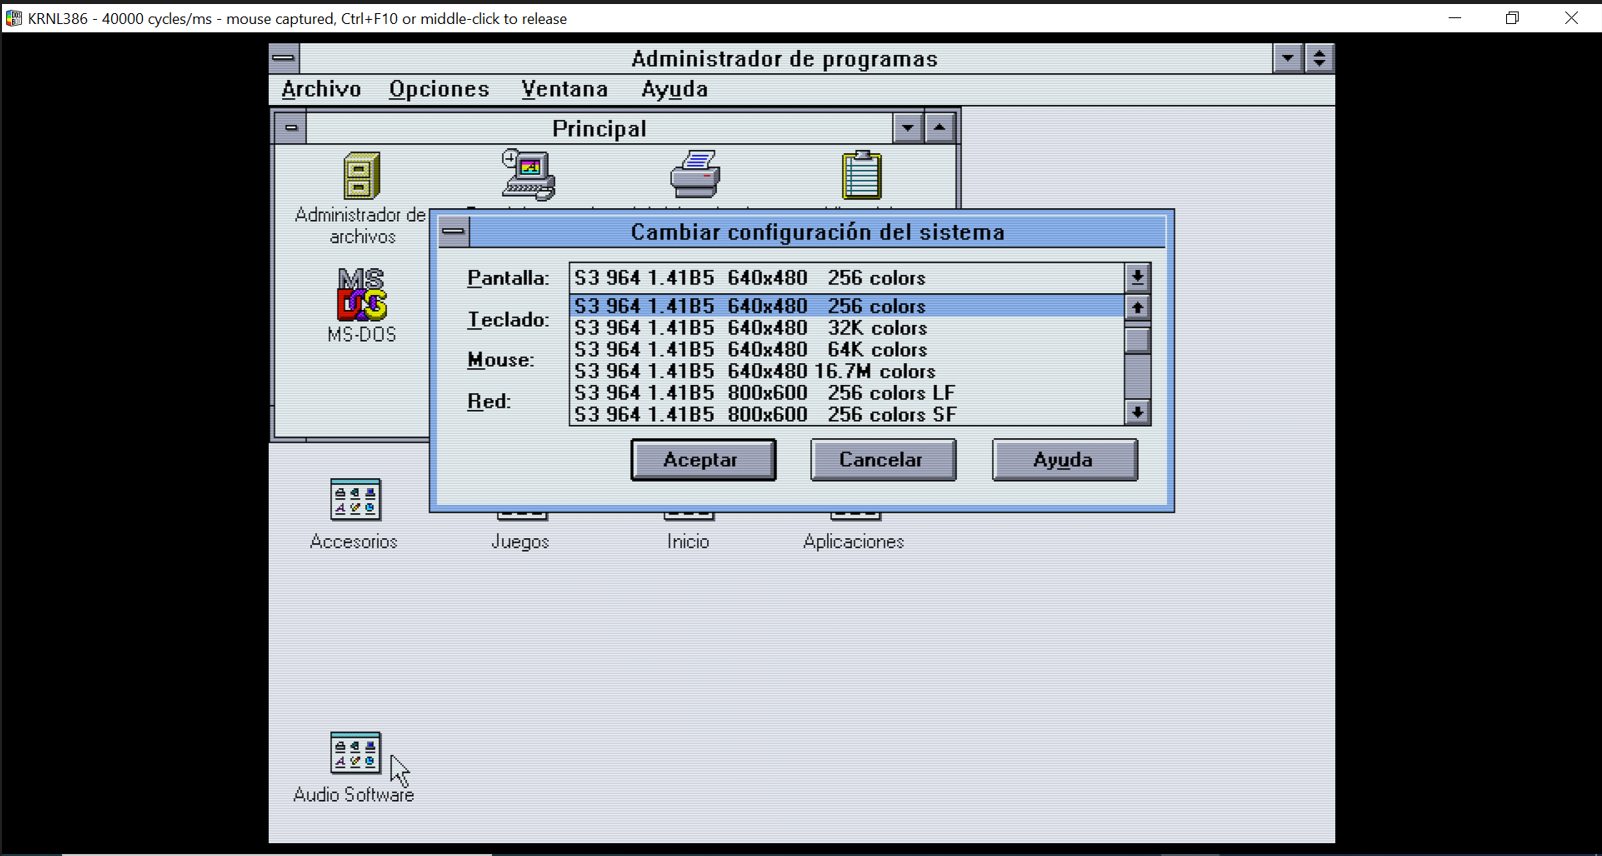 KRNL386 - 40000 cycles/ms - mouse captured, Ctrl+F10 or middle-click to release
Administrador de programas
Archivo Opciones Ventana Ayuda
Principal
Administrador de
archivos
MS
DOS
MS-DOS
Cambiar configuración del sistema
Pantalla: S3 964 1.41B5 640x480 256 colors
S3 964 1.41B5 640x480 256 colors
Teclado: S3 964 1.41B5 640x480 32K colors
S3 964 1.41B5 640x480 64K colors
Mouse: S3 964 1.41B5 640x480 16.7M colors
S3 964 1.41B5 800x600 256 colors LF
Red: S3 964 1.41B5 800x600 256 colors SF
Aceptar Cancelar Ayuda
Accesorios Juegos Inicio Aplicaciones
Audio Software